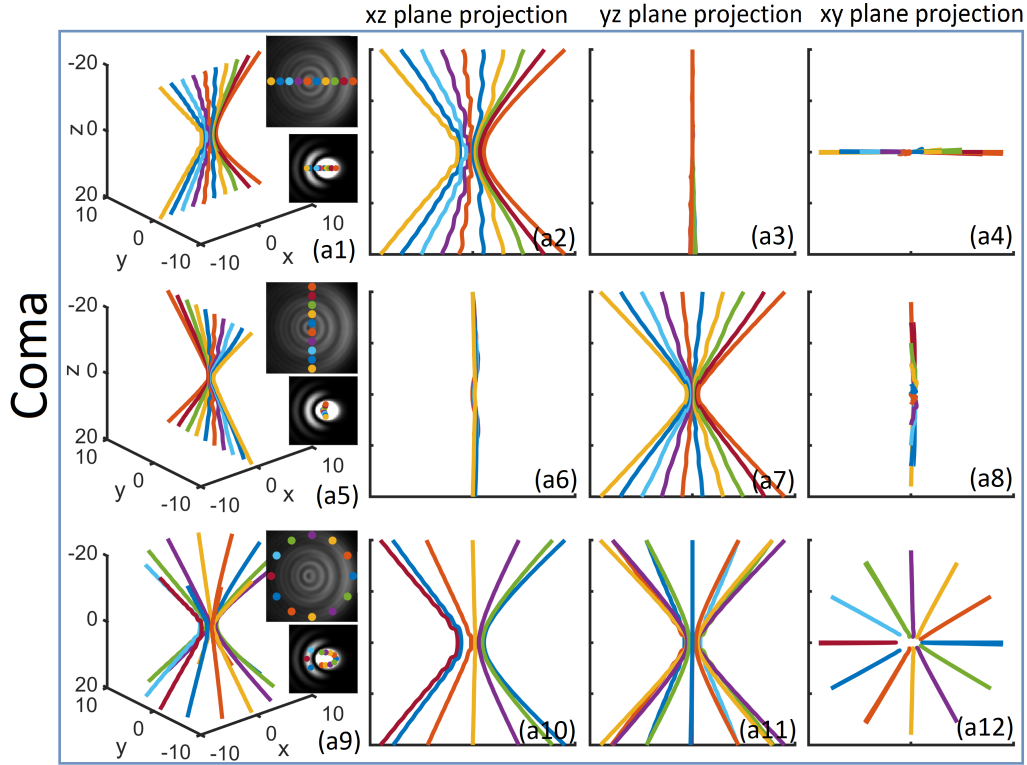 xz plane projection yz plane projection xy plane projection
Coma
-20
z 0
20
10
0
-10
y
-10
0
10
x
(a1)
(a2)
(a3)
(a4)
-20
z 0
20
10
0
-10
y
-10
0
10
x
(a5)
(a6)
(a7)
(a8)
-20
0
20
10
0
-10
y
-10
0
10
x
(a9)
(a10)
(a11)
(a12)